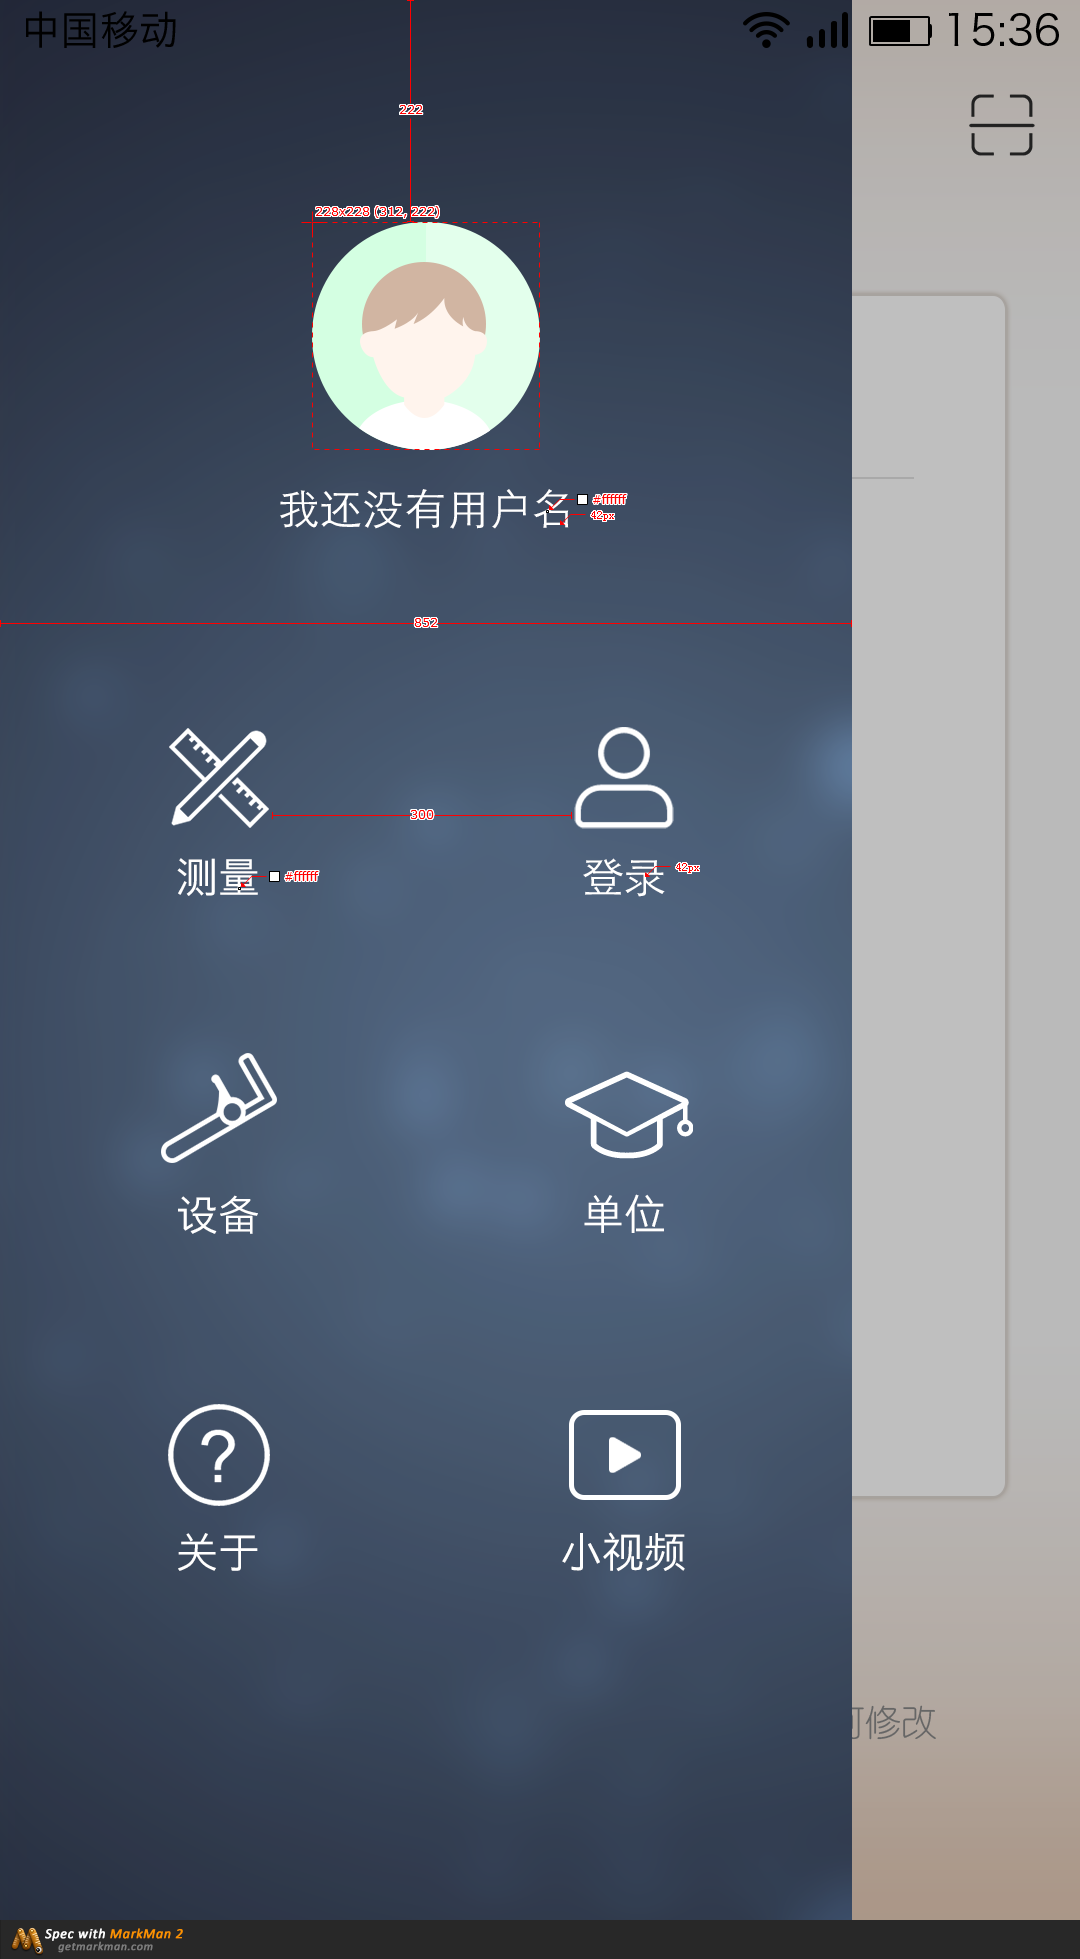 中国移动 15:36
222
228x228 (312, 222)
我还没有用户名
#ffffff
42px
852
300
测量
#ffffff
登录
42px
设备
单位
?
关于
小视频
修改
Spec with MarkMan 2
getmarkman.com